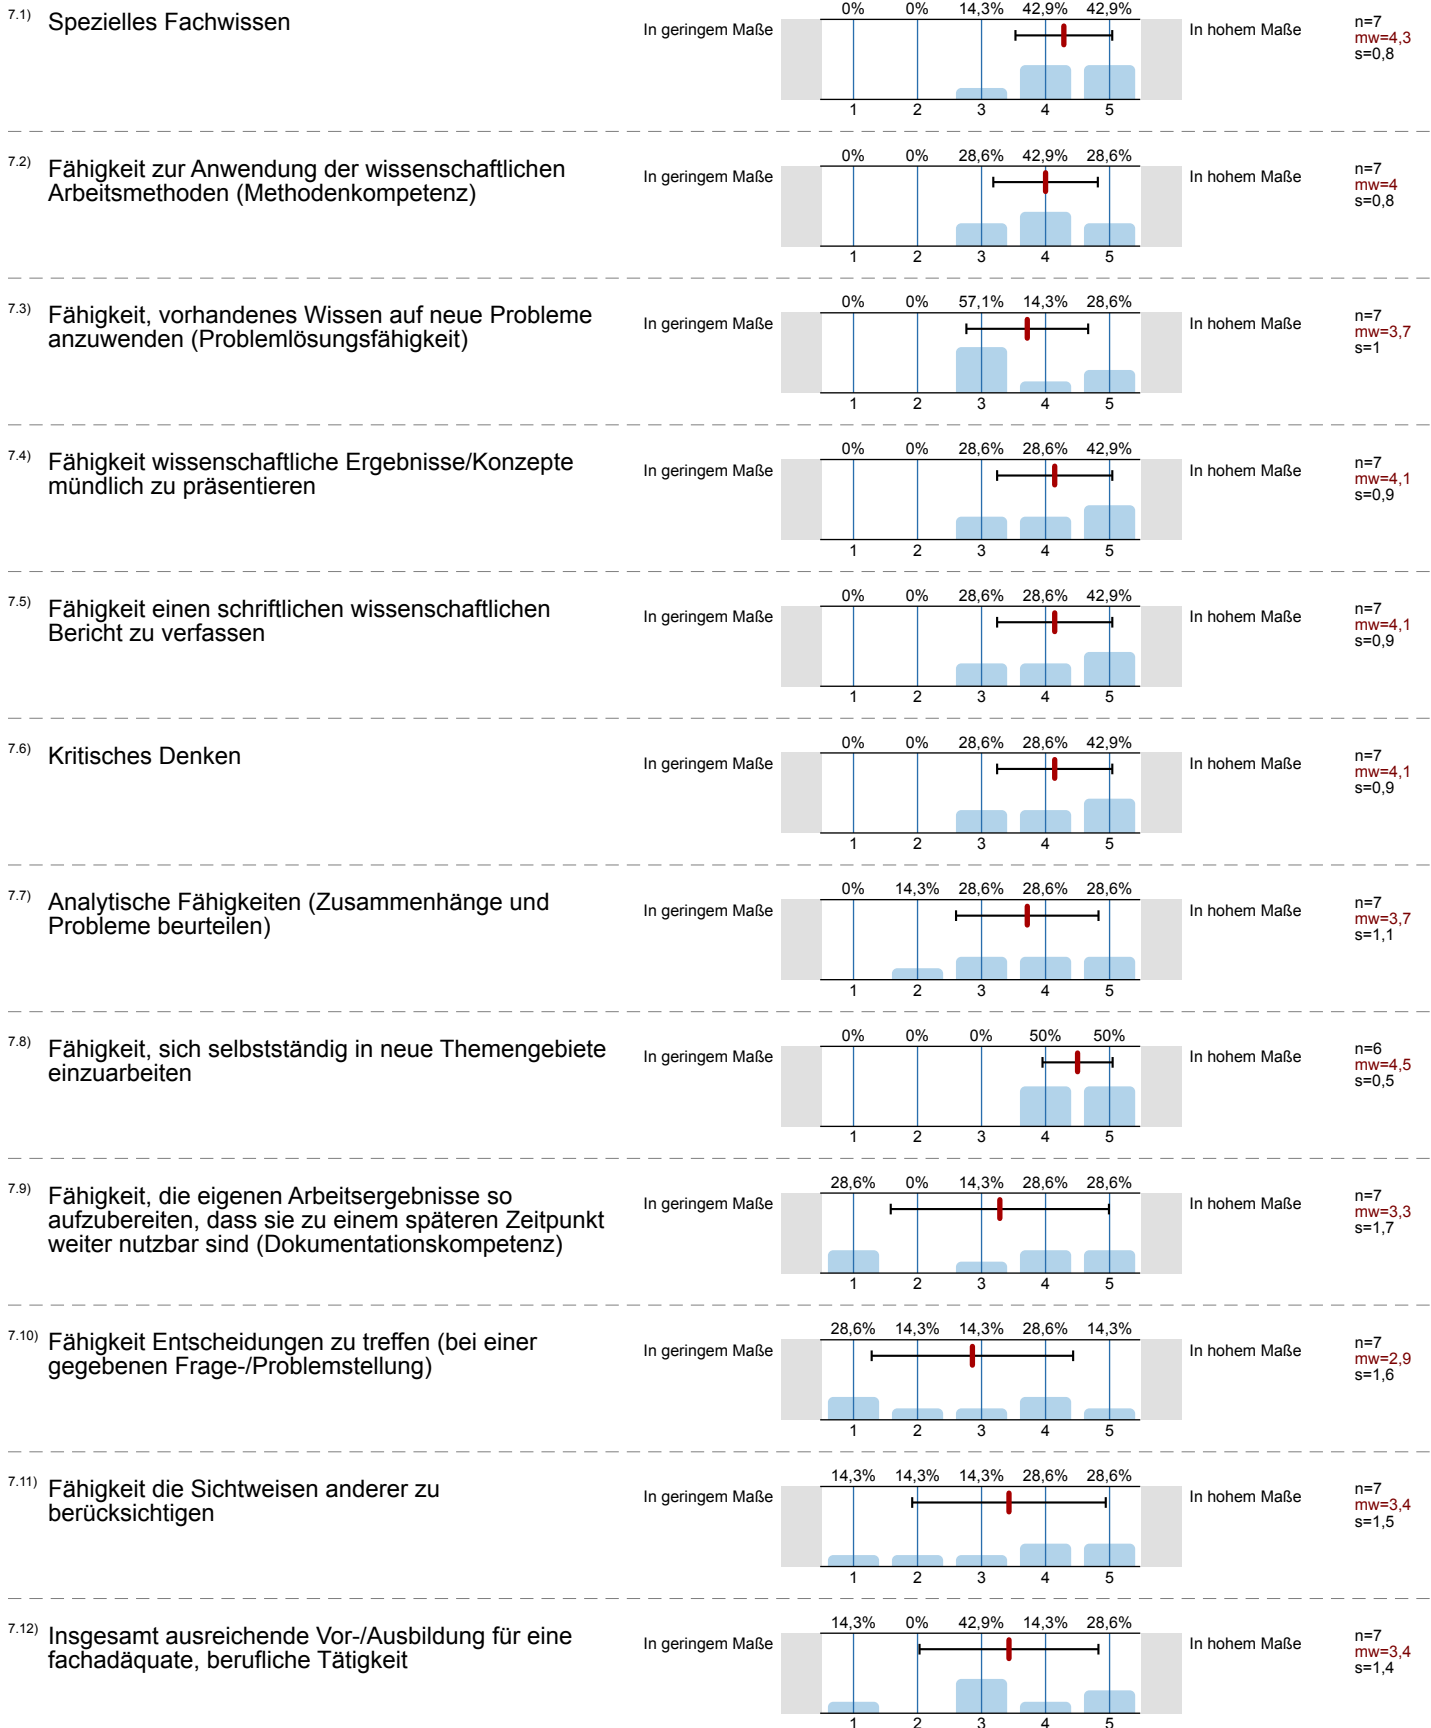 7.1) Spezielles Fachwissen
In geringem Maße
0% 0% 14,3% 42,9% 42,9%
1 2 3 4 5
In hohem Maße
n=7
mw=4,3
s=0,8
7.2) Fähigkeit zur Anwendung der wissenschaftlichen
Arbeitsmethoden (Methodenkompetenz)
In geringem Maße
0% 0% 28,6% 42,9% 28,6%
1 2 3 4 5
In hohem Maße
n=7
mw=4
s=0,8
7.3) Fähigkeit, vorhandenes Wissen auf neue Probleme
anzuwenden (Problemlösungsfähigkeit)
In geringem Maße
0% 0% 57,1% 14,3% 28,6%
1 2 3 4 5
In hohem Maße
n=7
mw=3,7
s=1
7.4) Fähigkeit wissenschaftliche Ergebnisse/Konzepte
mündlich zu präsentieren
In geringem Maße
0% 0% 28,6% 28,6% 42,9%
1 2 3 4 5
In hohem Maße
n=7
mw=4,1
s=0,9
7.5) Fähigkeit einen schriftlichen wissenschaftlichen
Bericht zu verfassen
In geringem Maße
0% 0% 28,6% 28,6% 42,9%
1 2 3 4 5
In hohem Maße
n=7
mw=4,1
s=0,9
7.6) Kritisches Denken
In geringem Maße
0% 0% 28,6% 28,6% 42,9%
1 2 3 4 5
In hohem Maße
n=7
mw=4,1
s=0,9
7.7) Analytische Fähigkeiten (Zusammenhänge und
Probleme beurteilen)
In geringem Maße
0% 14,3% 28,6% 28,6% 28,6%
1 2 3 4 5
In hohem Maße
n=7
mw=3,7
s=1,1
7.8) Fähigkeit, sich selbstständig in neue Themengebiete
einzuarbeiten
In geringem Maße
0% 0% 0% 50% 50%
1 2 3 4 5
In hohem Maße
n=6
mw=4,5
s=0,5
7.9) Fähigkeit, die eigenen Arbeitsergebnisse so
aufzubereiten, dass sie zu einem späteren Zeitpunkt
weiter nutzbar sind (Dokumentationskompetenz)
In geringem Maße
28,6% 0% 14,3% 28,6% 28,6%
1 2 3 4 5
In hohem Maße
n=7
mw=3,3
s=1,7
7.10) Fähigkeit Entscheidungen zu treffen (bei einer
gegebenen Frage-/Problemstellung)
In geringem Maße
28,6% 14,3% 14,3% 28,6% 14,3%
1 2 3 4 5
In hohem Maße
n=7
mw=2,9
s=1,6
7.11) Fähigkeit die Sichtweisen anderer zu
berücksichtigen
In geringem Maße
14,3% 14,3% 14,3% 28,6% 28,6%
1 2 3 4 5
In hohem Maße
n=7
mw=3,4
s=1,5
7.12) Insgesamt ausreichende Vor-/Ausbildung für eine
fachadäquate, berufliche Tätigkeit
In geringem Maße
14,3% 0% 42,9% 14,3% 28,6%
1 2 3 4 5
In hohem Maße
n=7
mw=3,4
s=1,4